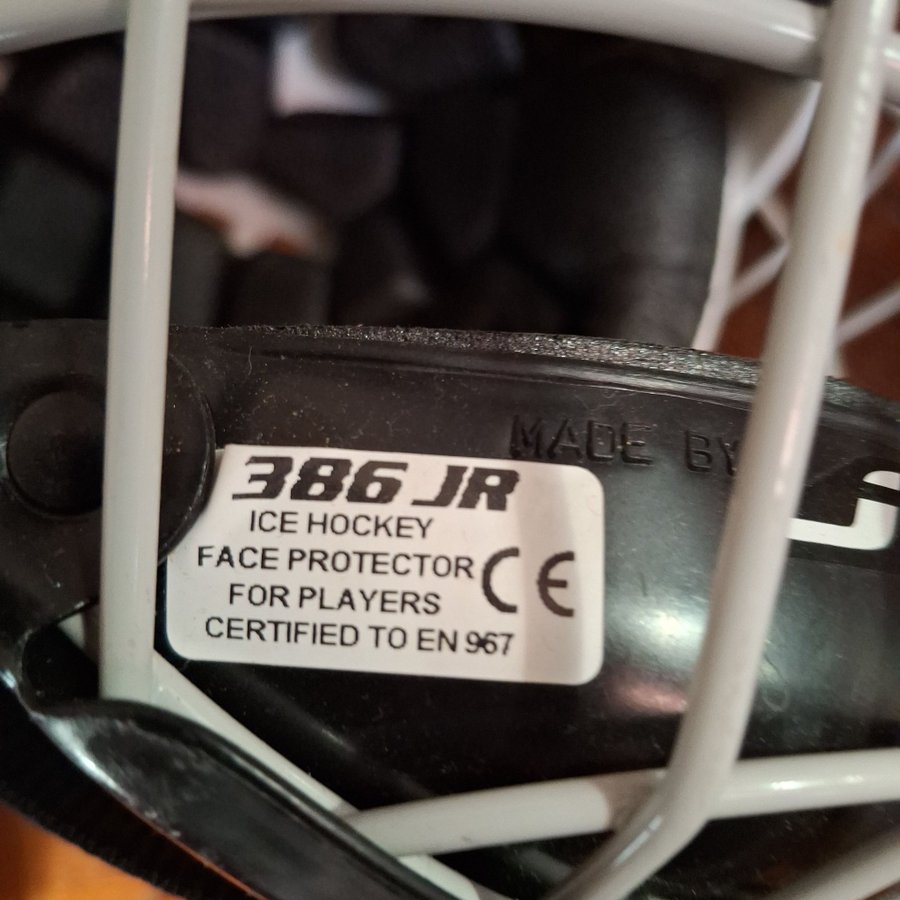 MADE BY
386 JR
ICE HOCKEY
FACE PROTECTOR
FOR PLAYERS
CERTIFIED TO EN 967
CE